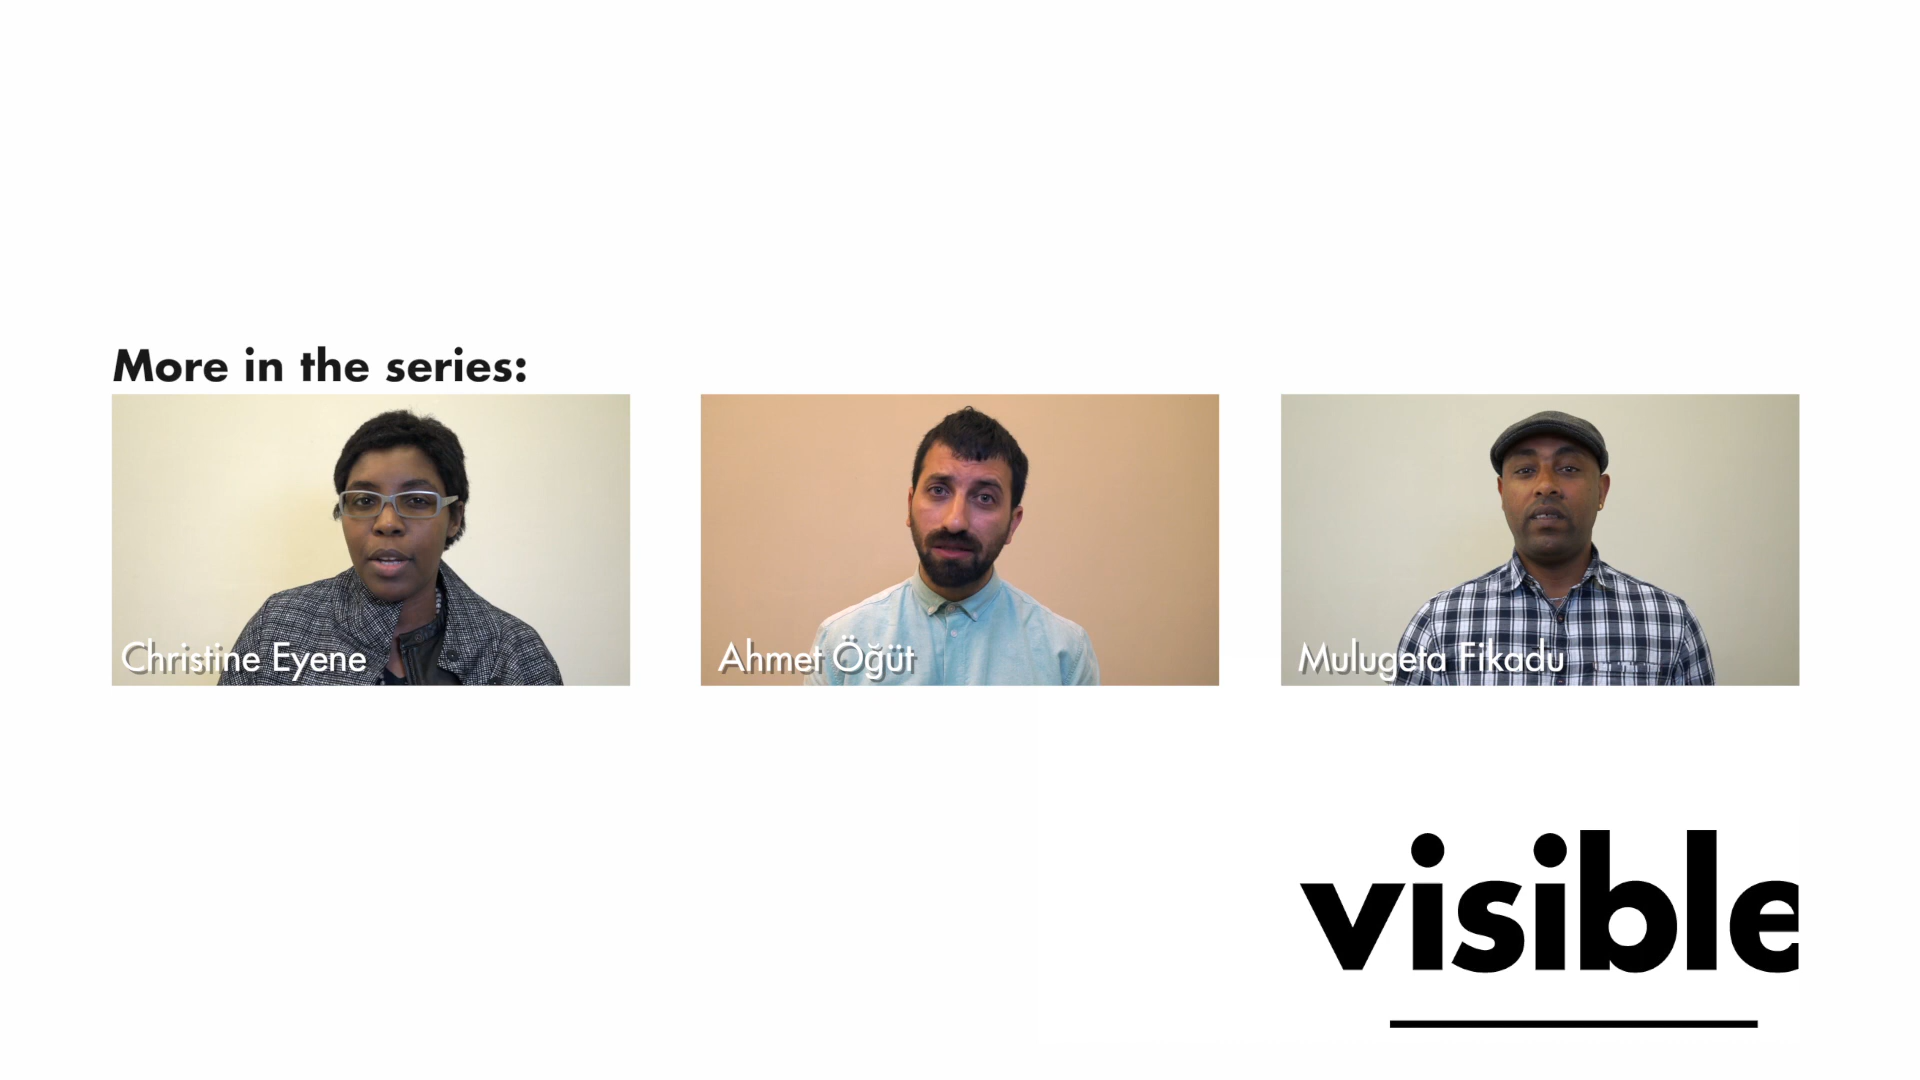 More in the series:
Christine Eyene
Ahmet Öğüt
Mulugeta Fikadu
visible